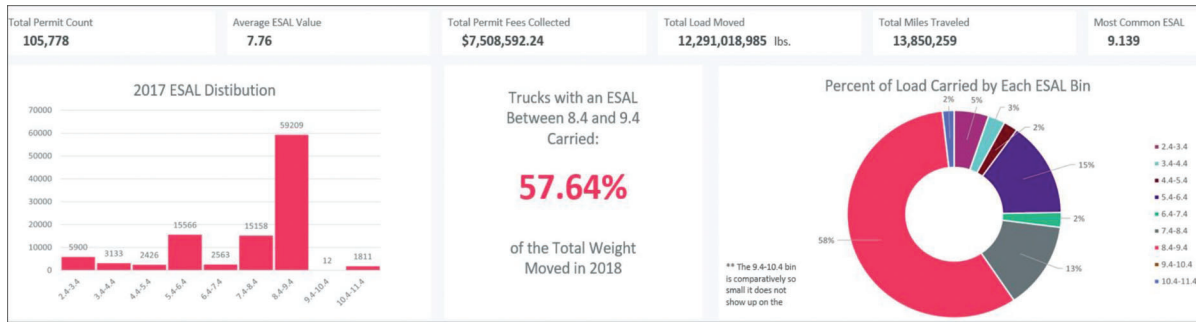 Total Permit Count
105,778
Average ESAL Value
7.76
Total Permit Fees Collected
$7,508,592.24
Total Load Moved
12,291,018,985 lbs.
Total Miles Traveled
13,850,259
Most Common ESAL
9.139
2017 ESAL Distibution
70000
60000
50000
40000
30000
20000
10000
0
5900
3133
2426
15566
2563
15158
59209
12
1811
2.4-3.4
3.4-4.4
4.4-5.4
5.4-6.4
6.4-7.4
7.4-8.4
8.4-9.4
9.4-10.4
10.4-11.4
Trucks with an ESAL
Between 8.4 and 9.4
Carried:
57.64%
of the Total Weight
Moved in 2018
Percent of Load Carried by Each ESAL Bin
2%
5%
3%
2%
15%
2%
13%
58%
** The 9.4-10.4 bin
is comparatively so
small it does not
show up on the
2.4-3.4
3.4-4.4
4.4-5.4
5.4-6.4
6.4-7.4
7.4-8.4
8.4-9.4
9.4-10.4
10.4-11.4